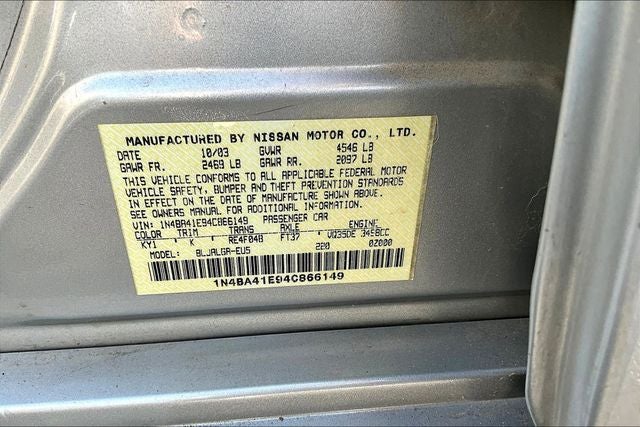 MANUFACTURED BY NISSAN MOTOR CO., LTD.
DATE 10/03 GVWR 4546 LB
GAWR FR. 2469 LB GAWR RR. 2097 LB
THIS VEHICLE CONFORMS TO ALL APPLICABLE FEDERAL MOTOR
VEHICLE SAFETY, BUMPER AND THEFT PREVENTION STANDARDS
IN EFFECT ON THE DATE OF MANUFACTURE SHOWN ABOVE.
SEE OWNERS MANUAL FOR ADDITIONAL INFORMATION.
VIN: 1N4BA41E94C866149 PASSENGER CAR
COLOR TRIM TRANS AXLE ENGINE
KY1 K RE4F04B FT37 VQ35DE 3498CC
MODEL BLJALGA-EUS 220 0Z000
1N4BA41E94C866149